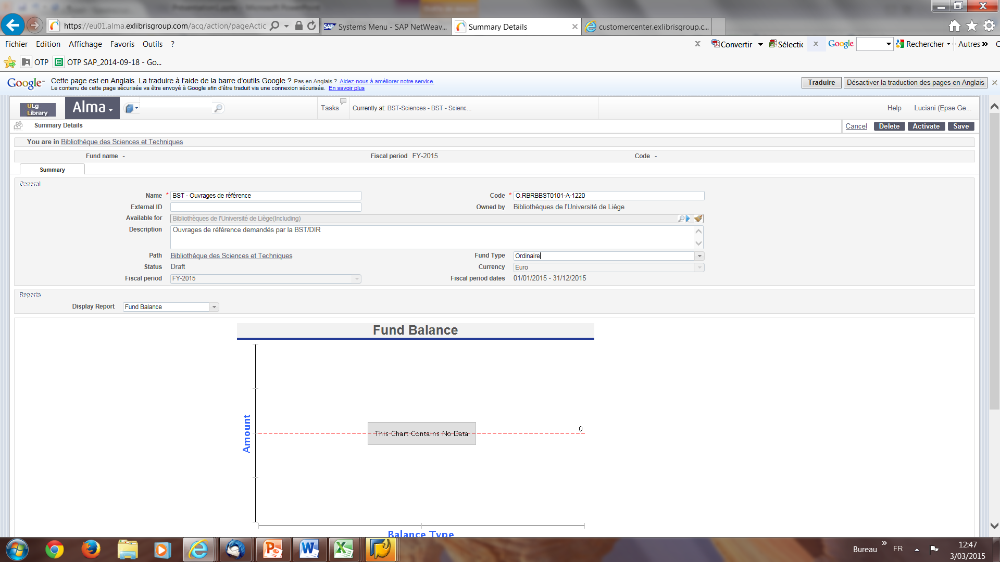 https://eu01.alma.exlibrisgroup.com/acq/action/pageActic
SAP Systems Menu - SAP NetWeav...
Summary Details
customercenter.exlibrisgroup.c...
Fichier Edition Affichage Favoris Outils ?
Convertir
Sélectic
Google
Rechercher
Autres
OTP
OTP SAP_2014-09-18 - Go...
Google
Cette page est en Anglais. La traduire à l'aide de la barre d'outils Google ? Pas en Anglais ? Aidez-nous à améliorer notre service.
Le contenu de cette page sécurisée va être envoyé à Google afin d'être traduit via une connexion sécurisée. En savoir plus
Traduire
Désactiver la traduction des pages en Anglais
ULg
Library
Alma
Tasks
Currently at: BST-Sciences - BST - Scienc...
Help
Luciani (Epse Ge...
Summary Details
Cancel Delete Activate Save
You are in Bibliothèque des Sciences et Techniques
Fund name -
Fiscal period FY-2015
Code -
Summary
General
Name * BST - Ouvrages de référence
Code * O.RBRBBST0101-A-1220
External ID
Owned by Bibliothèques de l'Université de Liège
Available for Bibliothèques de l'Université de Liège(Including)
Description Ouvrages de référence demandés par la BST/DIR
Path Bibliothèque des Sciences et Techniques
Fund Type Ordinaire
Status Draft
Currency Euro
Fiscal period FY-2015
Fiscal period dates 01/01/2015 - 31/12/2015
Reports
Display Report Fund Balance
Fund Balance
Amount
0
This Chart Contains No Data
Balance Type
Bureau
FR
12:47
3/03/2015